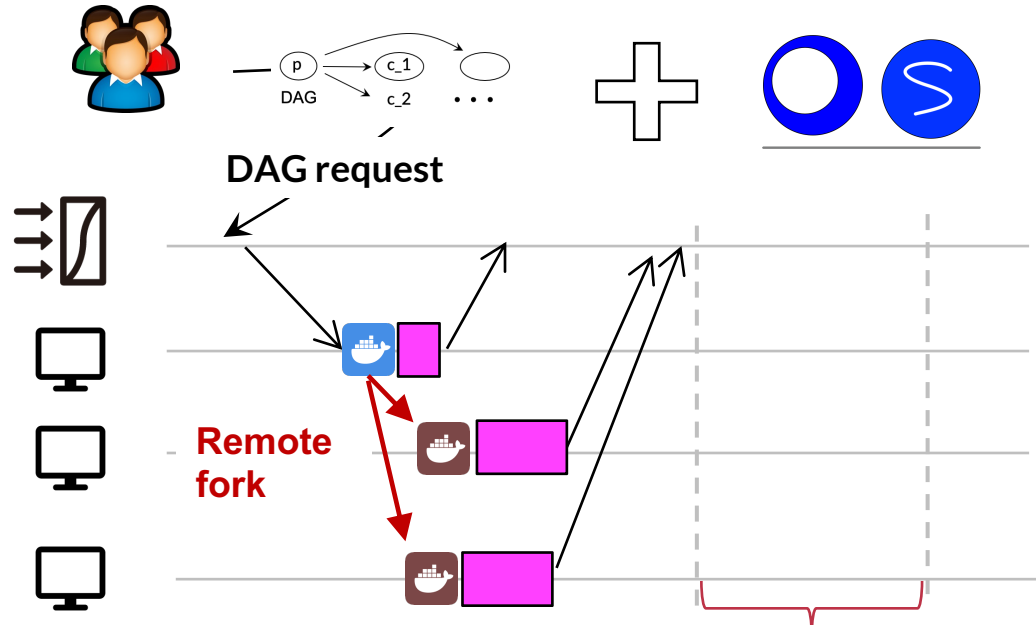 p
c_1
DAG
c_2
• • •
DAG request
Remote
fork